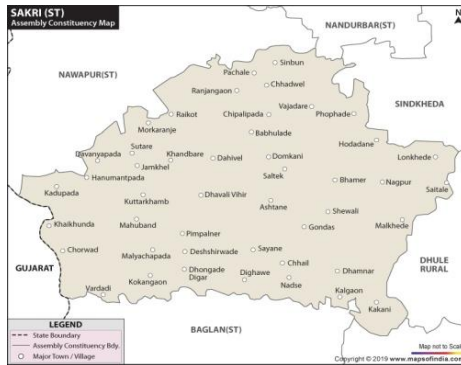 SAKRI (ST)
Assembly Constituency Map
NANDURBAR(ST)
N
NAWAPUR(ST)
SINDKHEDA
Sinbun
Pachale
Chhadwel
Ranjangaon
Vajadare
Raikot
Chipalipada
Phophade
Morkaranje
Babhulade
Hodadane
Sutare
Davanyapada
Khandbare
Dahivel
Domkani
Lonkhede
Jamkhel
Saltek
Hanumantpada
Bhamer
Nagpur
Kadupada
Saltale
Kuttarkhamb
Dhavali Vihir
Ashtane
Shewali
Khaikhunda
Mahuband
Malkhede
Gondas
Pimpalner
Chorwad
Malyachapada
Deshshirwade
Sayane
GUJARAT
DHULE
RURAL
Chhail
Kokangaon
Dhongade
Digar
Dighawe
Nadse
Dhamnar
Vardadi
Kalgaon
Kakani
BAGLAN(ST)
LEGEND
State Boundary
Assembly Constituency Bdy.
Major Town / Village
Map not to Scal
Copyright © 2019 www.mapsofindia.com